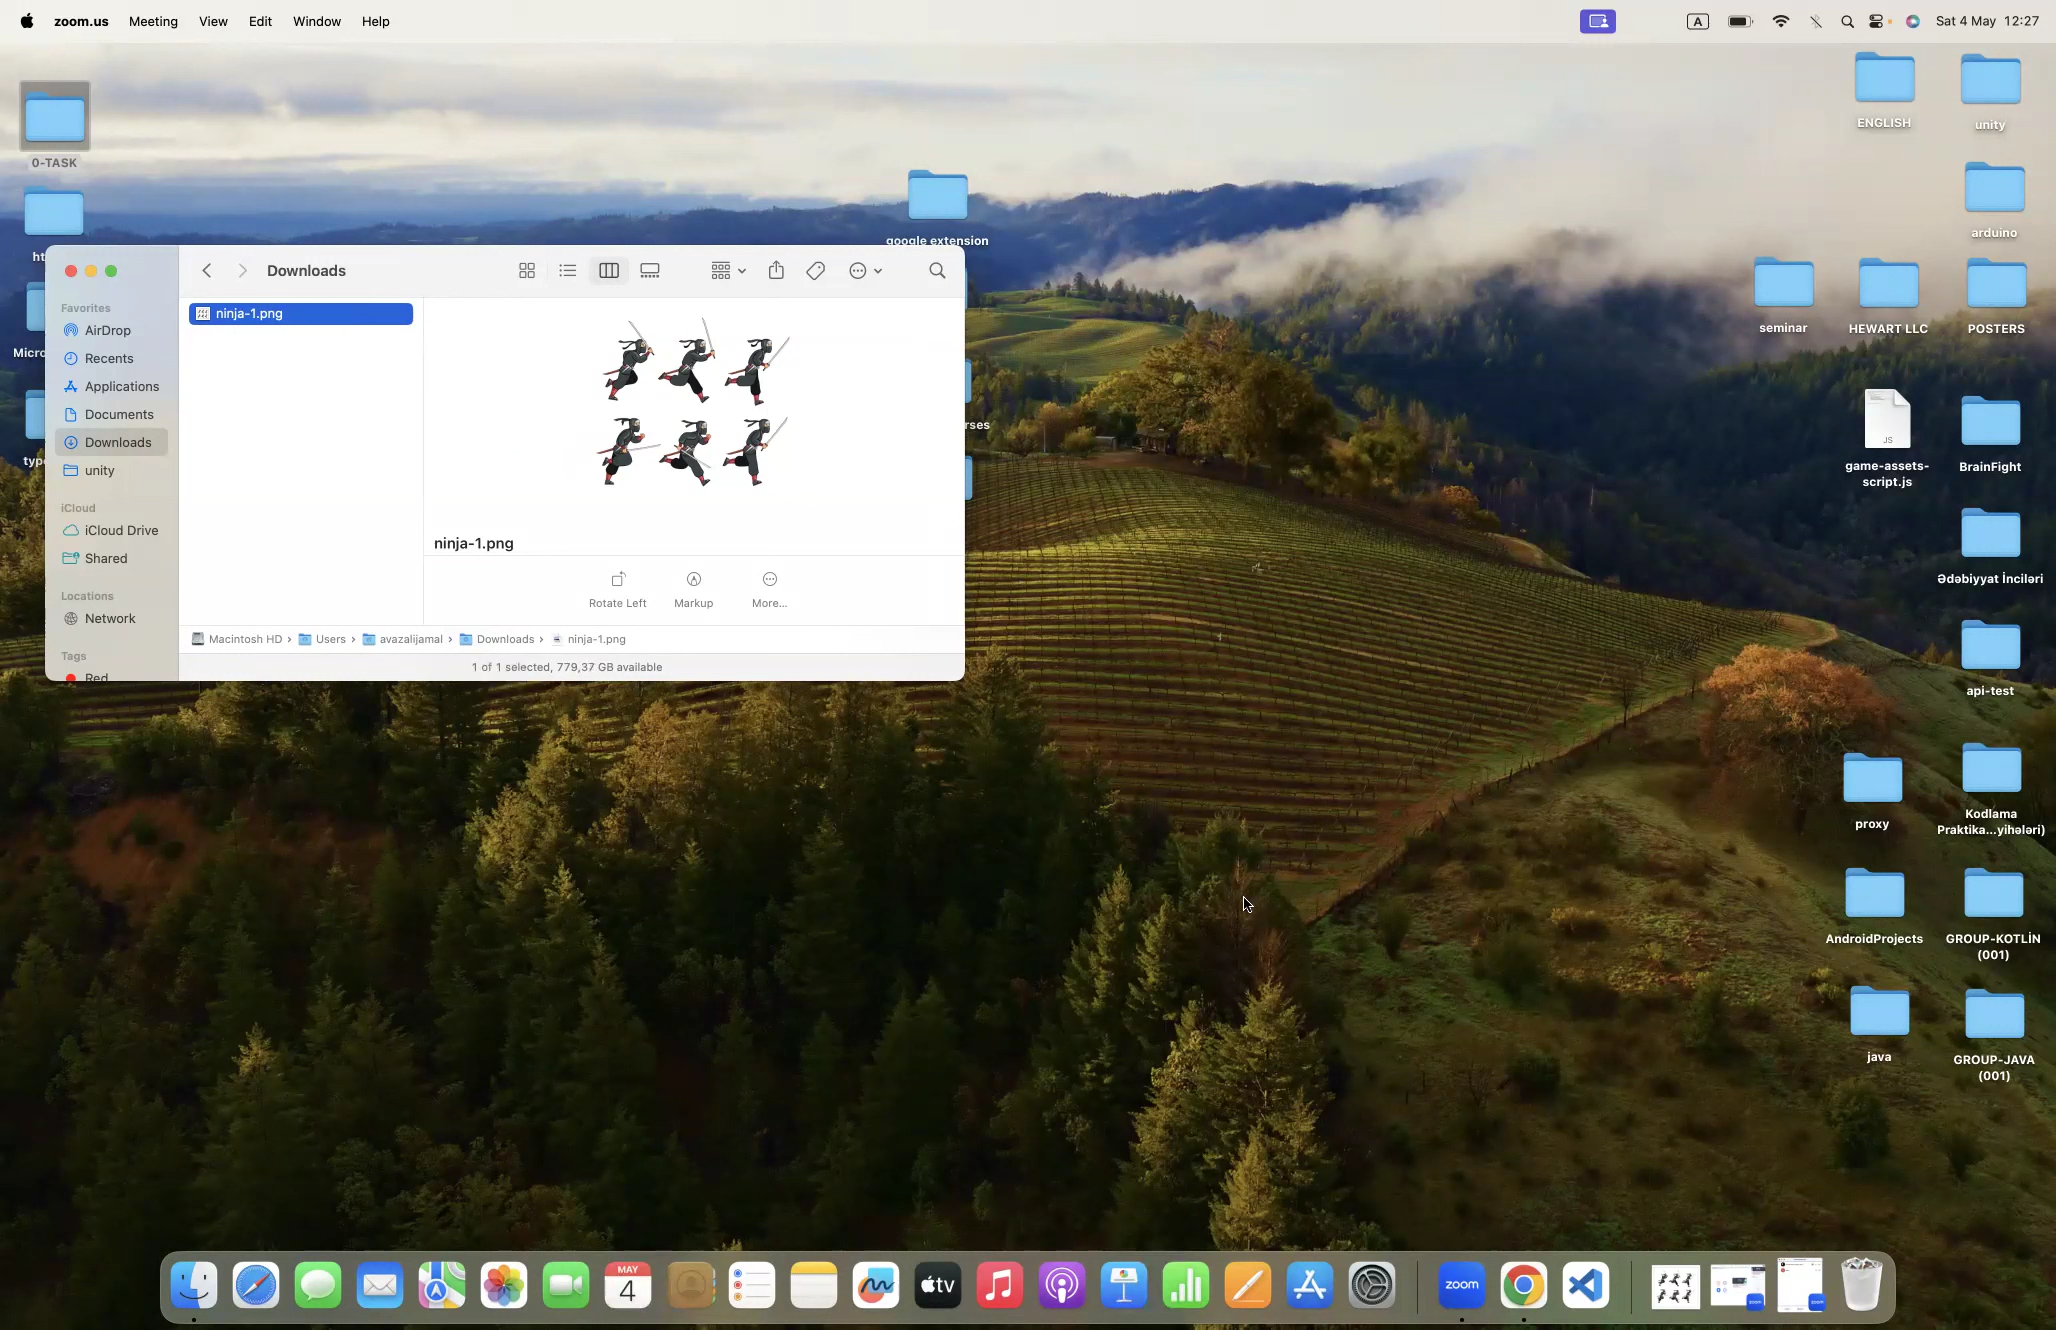 zoom.us Meeting View Edit Window Help
A Sat 4 May 12:27
0-TASK
ENGLISH
unity
arduino
google extension
seminar
HEWART LLC
POSTERS
Downloads
Favorites
AirDrop
Recents
Applications
Documents
Downloads
unity
iCloud
iCloud Drive
Shared
Locations
Network
Tags
Red
ninja-1.png
ninja-1.png
Rotate Left
Markup
More...
Macintosh HD › Users › avazalijamal › Downloads › ninja-1.png
1 of 1 selected, 779,37 GB available
JS
game-assets-
script.js
BrainFight
Ədəbiyyat İnciləri
api-test
proxy
Kodlama
Praktika...yihələri)
AndroidProjects
GROUP-KOTLİN
(001)
java
GROUP-JAVA
(001)
MAY
4
tv
zoom